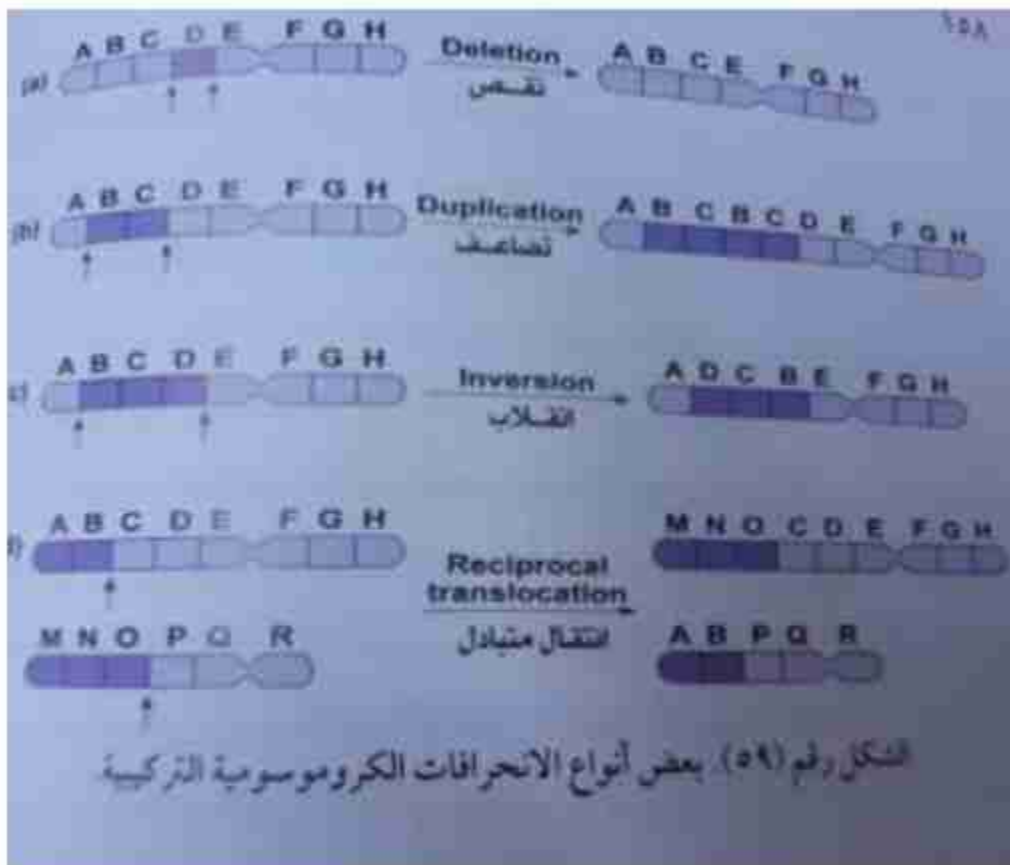 ١٥٨
A B C D E F G H
Deletion
نقص
A B C E F G H
(a)
A B C D E F G H
Duplication
تضاعف
A B C B C D E F G H
(b)
A B C D E F G H
Inversion
انقلاب
A D C B E F G H
c)
A B C D E F G H
M N O C D E F G H
Reciprocal
translocation
انتقال متبادل
M N O P Q R
A B P Q R
الشكل رقم (٥٩). بعض أنواع الانحرافات الكروموسومية التركيبية.